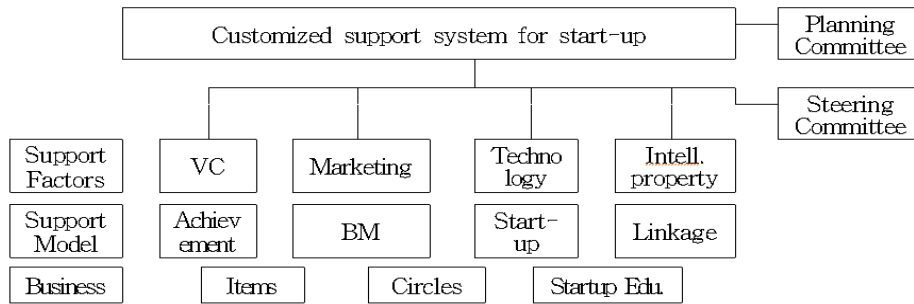 Customized support system for start-up
Planning
Committee
Steering
Committee
Support
Factors
VC
Marketing
Techno
logy
Intell.
property
Support
Model
Achiev
ement
BM
Start-
up
Linkage
Business
Items
Circles
Startup Edu.